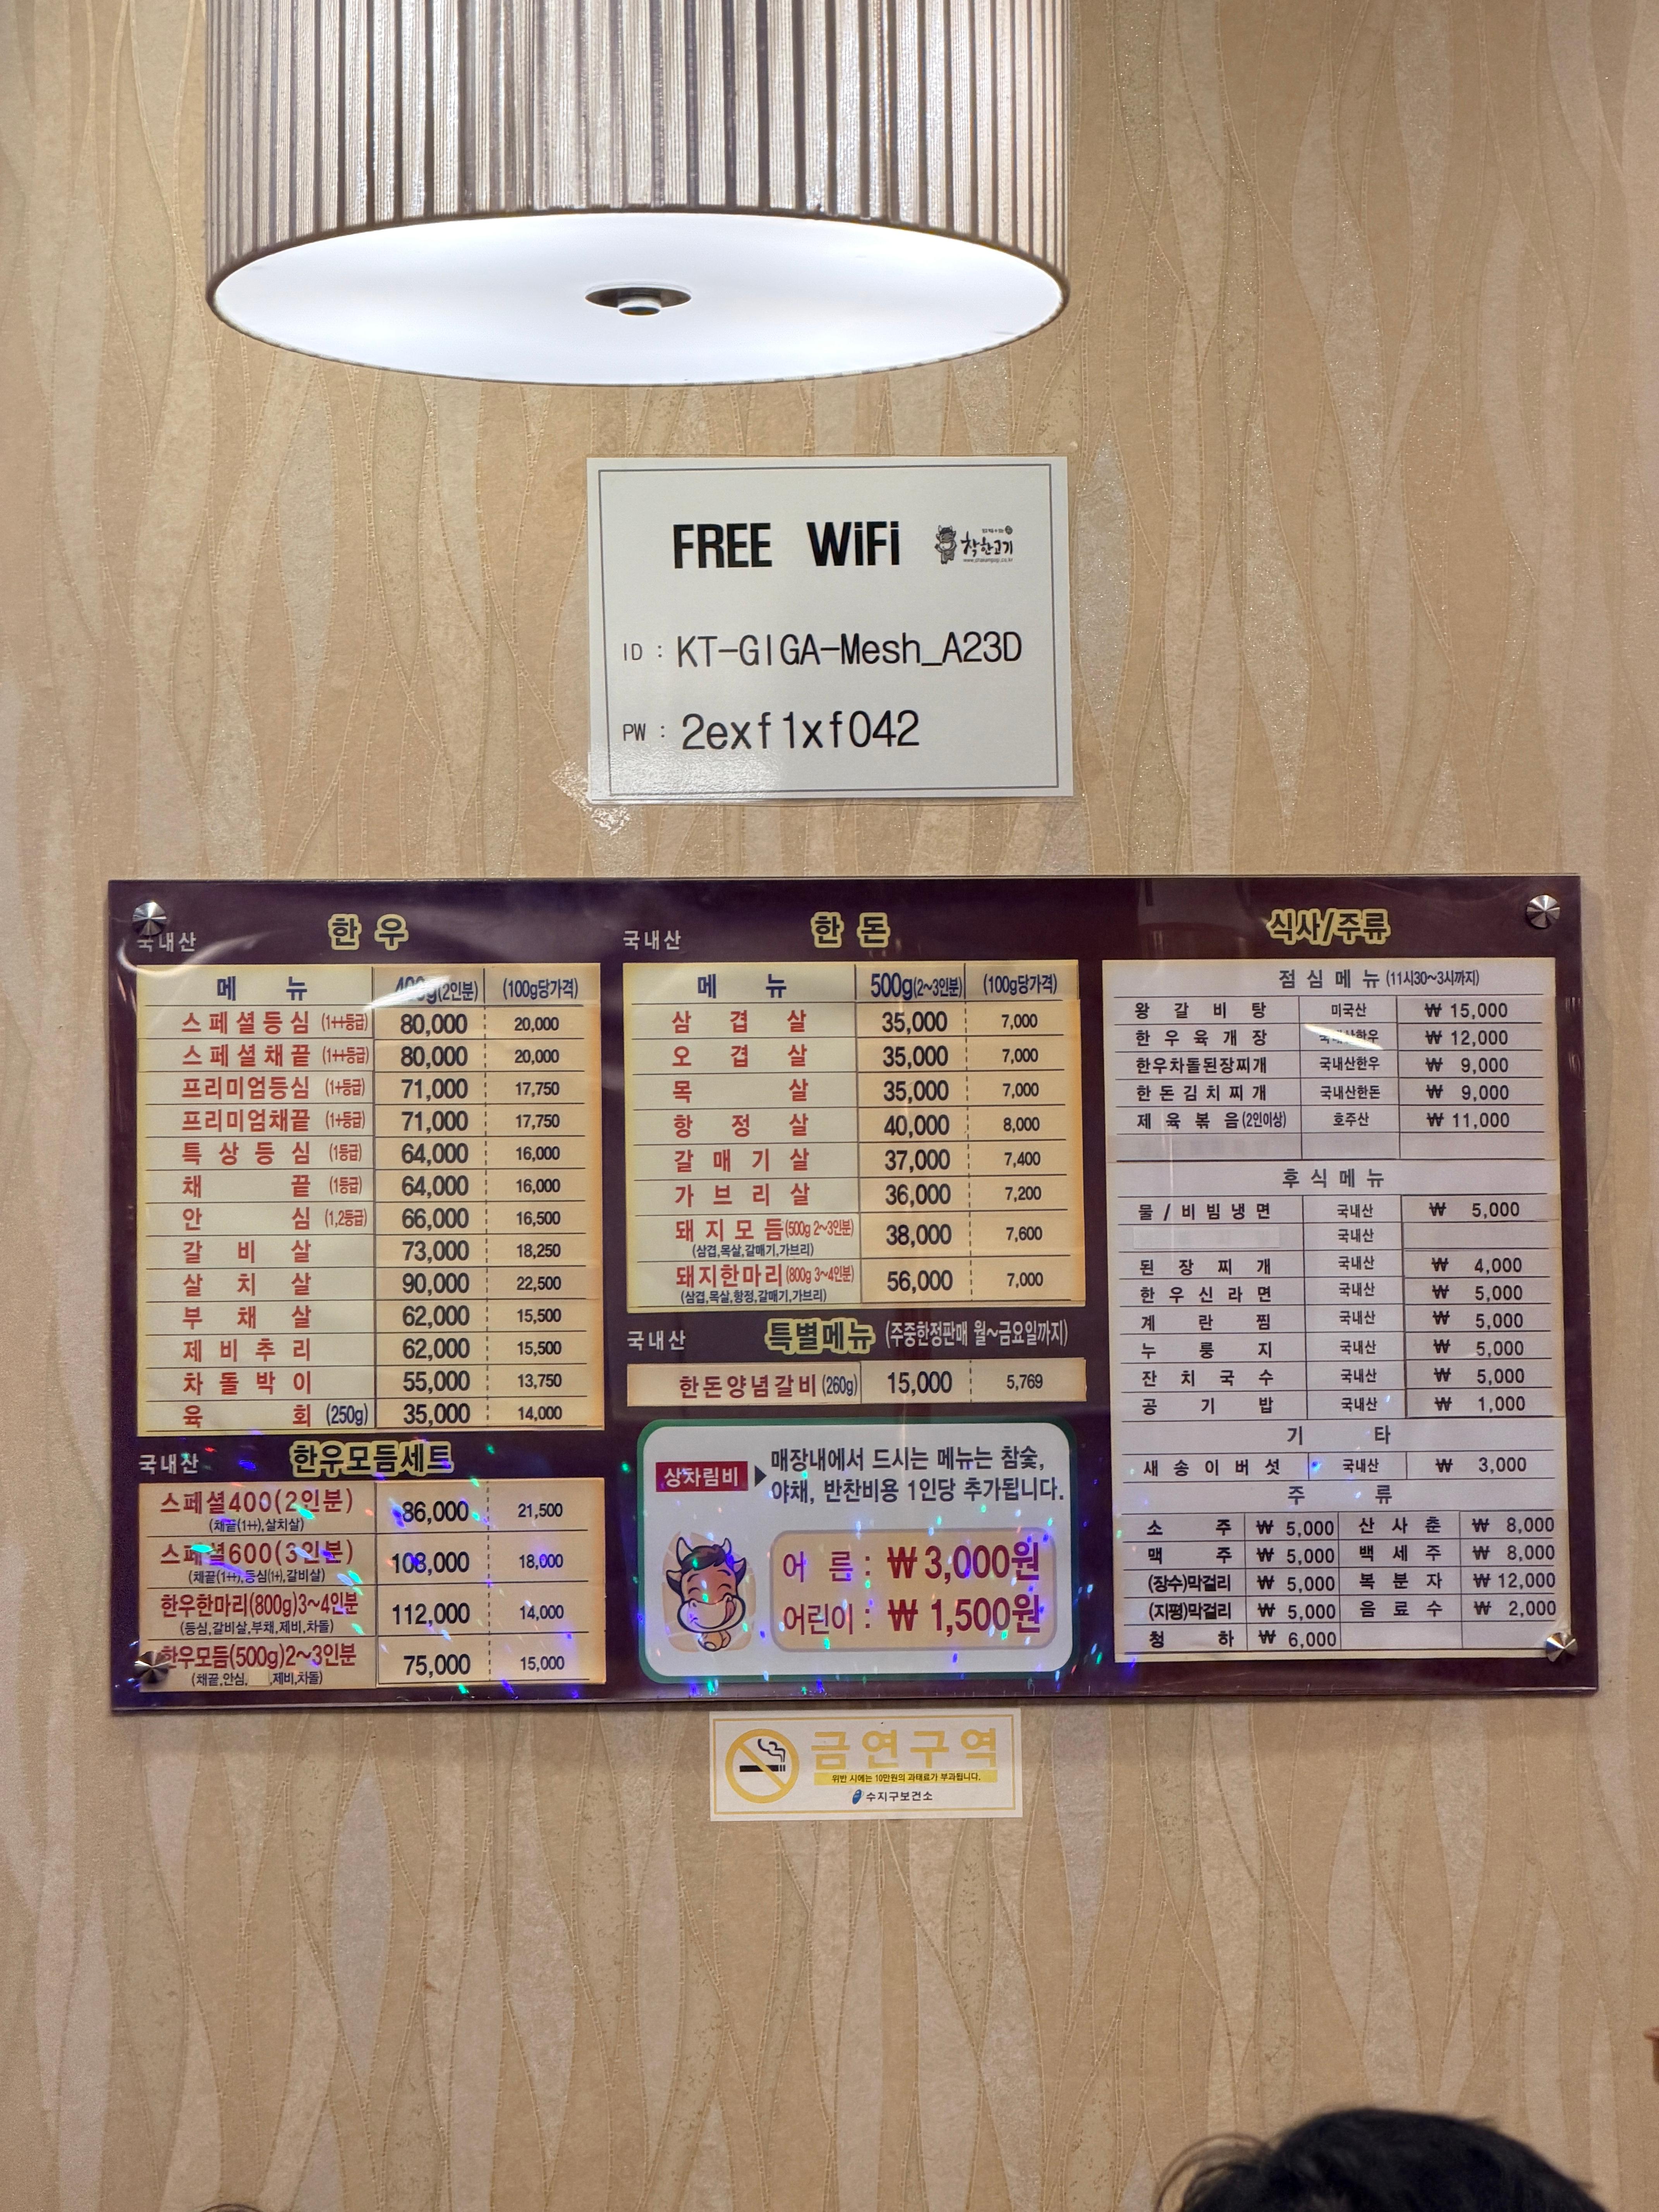 FREE WiFi 착한고기
ID : KT-GIGA-Mesh_A23D
PW : 2exf1xf042
국내산 한우
메뉴 400g(2인분) (100g당가격)
스페셜등심 (1++등급) 80,000 20,000
스페셜채끝 (1++등급) 80,000 20,000
프리미엄등심 (1+등급) 71,000 17,750
프리미엄채끝 (1+등급) 71,000 17,750
특상등심 (1등급) 64,000 16,000
채끝 (1등급) 64,000 16,000
안심 (1,2등급) 66,000 16,500
갈비살 73,000 18,250
살치살 90,000 22,500
부채살 62,000 15,500
제비추리 62,000 15,500
차돌박이 55,000 13,750
육회 (250g) 35,000 14,000
국내산 한우모듬세트
스페셜400(2인분) 86,000 21,500
(채끝(1++),살치살)
스페셜600(3인분) 108,000 18,000
(채끝(1++),등심(1+),갈비살)
한우한마리(800g)3~4인분 112,000 14,000
(등심,갈비살,부채,제비,차돌)
한우모듬(500g)2~3인분 75,000 15,000
(채끝,안심, ,제비,차돌)
국내산 한돈
메뉴 500g(2~3인분) (100g당가격)
삼겹살 35,000 7,000
오겹살 35,000 7,000
목살 35,000 7,000
항정살 40,000 8,000
갈매기살 37,000 7,400
가브리살 36,000 7,200
돼지모듬(500g 2~3인분) 38,000 7,600
(삼겹,목살,갈매기,가브리)
돼지한마리(800g 3~4인분) 56,000 7,000
(삼겹,목살,항정,갈매기,가브리)
국내산 특별메뉴 (주중한정판매 월~금요일까지)
한돈양념갈비(260g) 15,000 5,769
상차림비 ▶ 매장내에서 드시는 메뉴는 참숯,
야채, 반찬비용 1인당 추가됩니다.
어른 : ₩ 3,000원
어린이 : ₩ 1,500원
식사/주류
점심메뉴 (11시30~3시까지)
왕갈비탕 미국산 ₩ 15,000
한우육개장 국내산한우 ₩ 12,000
한우차돌된장찌개 국내산한우 ₩ 9,000
한돈김치찌개 국내산한돈 ₩ 9,000
제육볶음(2인이상) 호주산 ₩ 11,000
후식메뉴
물/비빔냉면 국내산 ₩ 5,000
국내산
된장찌개 국내산 ₩ 4,000
한우신라면 국내산 ₩ 5,000
계란찜 국내산 ₩ 5,000
누룽지 국내산 ₩ 5,000
잔치국수 국내산 ₩ 5,000
공기밥 국내산 ₩ 1,000
기타
새송이버섯 국내산 ₩ 3,000
주류
소주 ₩ 5,000 산사춘 ₩ 8,000
맥주 ₩ 5,000 백세주 ₩ 8,000
(장수)막걸리 ₩ 5,000 복분자 ₩ 12,000
(지평)막걸리 ₩ 5,000 음료수 ₩ 2,000
청하 ₩ 6,000
금연구역
위반 시에는 10만원의 과태료가 부과됩니다.
수지구보건소